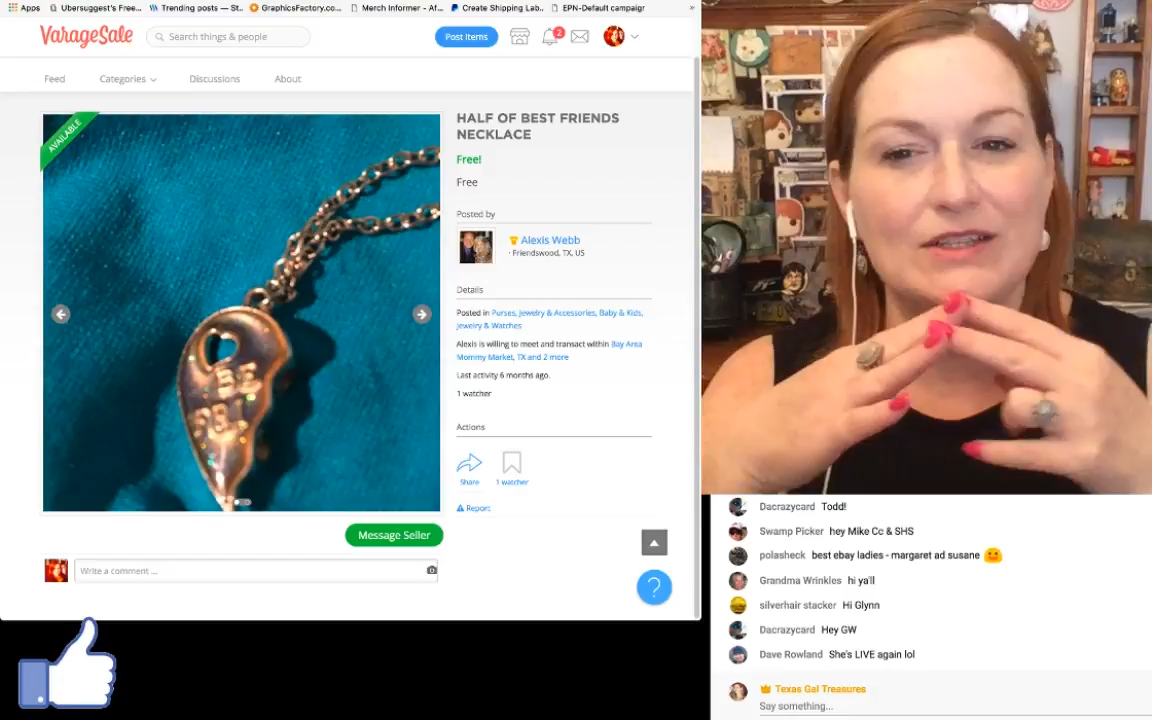 Apps Ubersuggest's Free... Trending posts — St.. GraphicsFactory.co... Merch Informer - Af... Create Shipping Lab.. EPN-Default campaigr »
VarageSale Search things & people Post Items 2
Feed Categories Discussions About
AVAILABLE
HALF OF BEST FRIENDS
NECKLACE
Free!
Free
Posted by
Alexis Webb
· Friendswood, TX, US
Details
Posted in Purses, Jewelry & Accessories, Baby & Kids,
Jewelry & Watches
Alexis is willing to meet and transact within Bay Area
Mommy Market, TX and 2 more
Last activity 6 months ago.
1 watcher
Actions
Share 1 watcher
Report
Message Seller
Write a comment ...
?
Dacrazycard Todd!
Swamp Picker hey Mike Cc & SHS
polasheck best ebay ladies - margaret ad susane
Grandma Wrinkles hi ya'll
silverhair stacker Hi Glynn
Dacrazycard Hey GW
Dave Rowland She's LIVE again lol
Texas Gal Treasures
Say something...